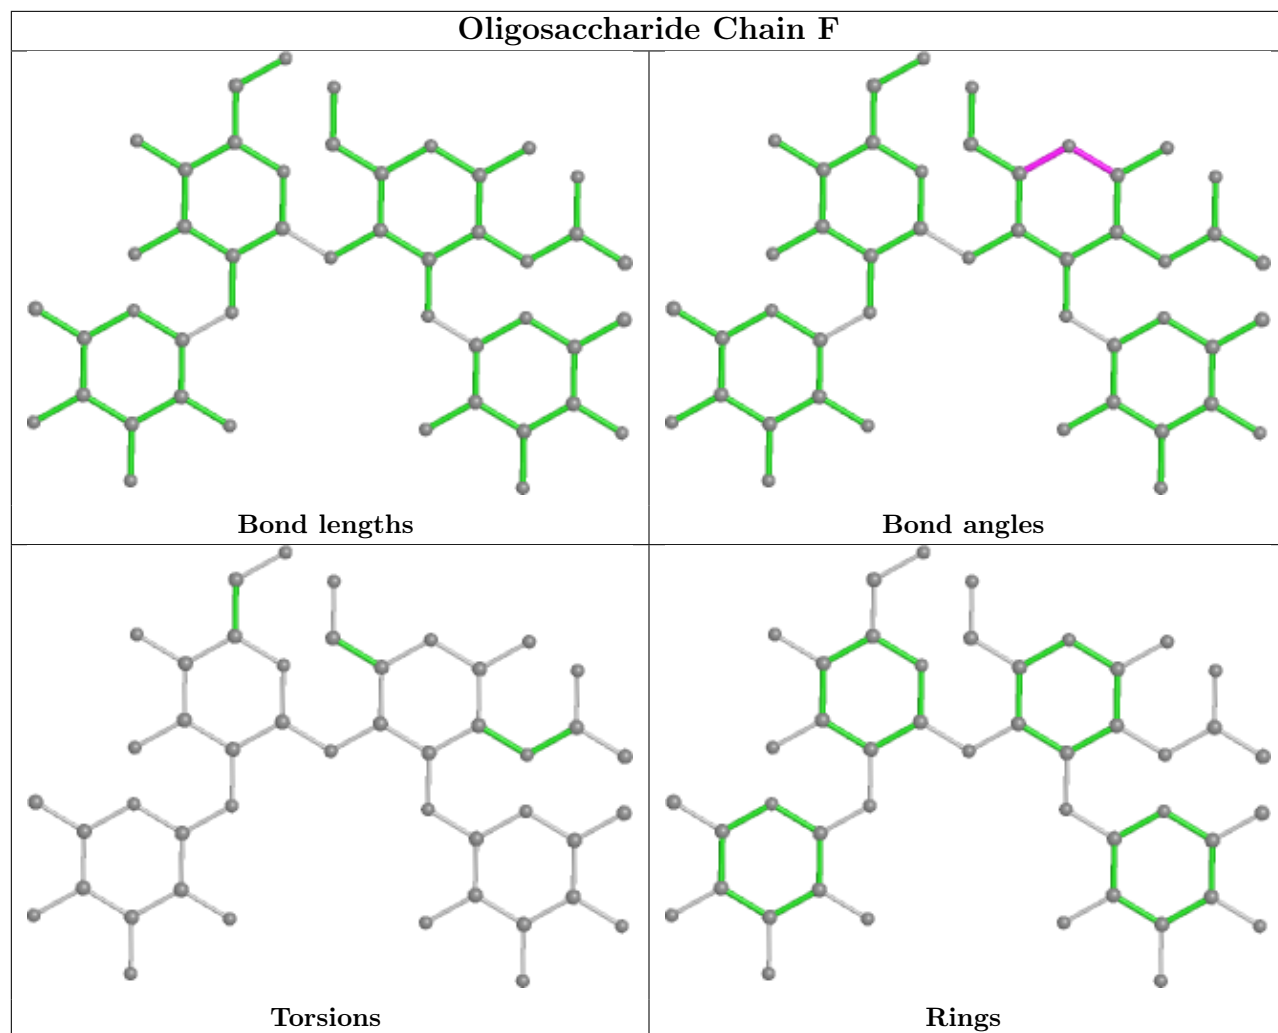 Oligosaccharide Chain F
Bond lengths
Bond angles
Torsions
Rings